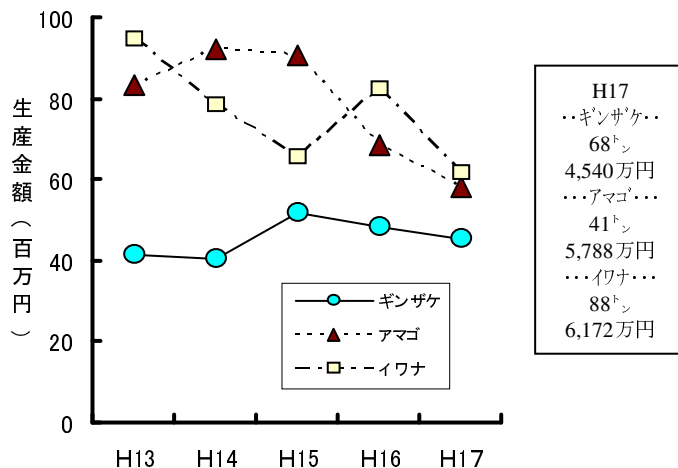 生産金額（百万円）
100
80
60
40
20
0
H13
H14
H15
H16
H17
ギンザケ
アマゴ
イワナ
H17
･･･ｷﾞﾝｻﾞｹ･･
68㌧
4,540万円
･･･ｱﾏｺﾞ･･･
41㌧
5,788万円
･･･ｲﾜﾅ･･･
88㌧
6,172万円